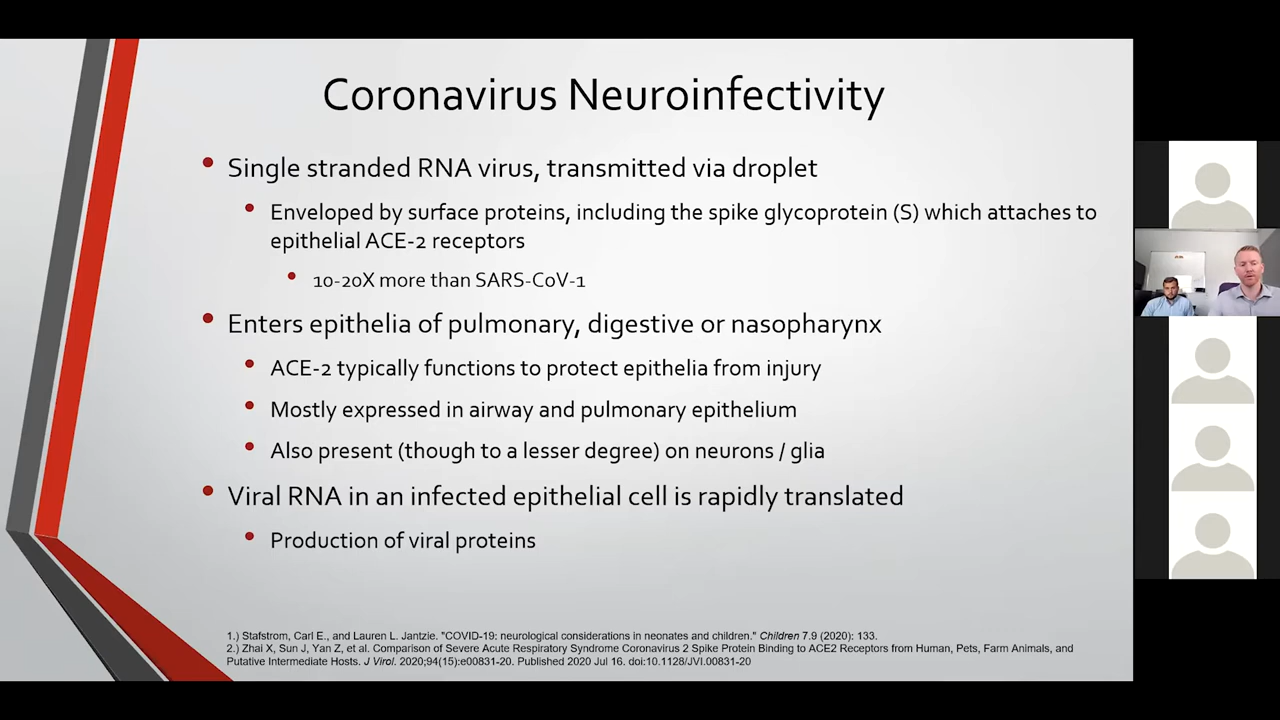 Coronavirus Neuroinfectivity
• Single stranded RNA virus, transmitted via droplet
• Enveloped by surface proteins, including the spike glycoprotein (S) which attaches to
epithelial ACE-2 receptors
• 10-20X more than SARS-CoV-1
• Enters epithelia of pulmonary, digestive or nasopharynx
• ACE-2 typically functions to protect epithelia from injury
• Mostly expressed in airway and pulmonary epithelium
• Also present (though to a lesser degree) on neurons / glia
• Viral RNA in an infected epithelial cell is rapidly translated
• Production of viral proteins
1.) Stafstrom, Carl E., and Lauren L. Jantzie. "COVID-19: neurological considerations in neonates and children." Children 7.9 (2020): 133.
2.) Zhai X, Sun J, Yan Z, et al. Comparison of Severe Acute Respiratory Syndrome Coronavirus 2 Spike Protein Binding to ACE2 Receptors from Human, Pets, Farm Animals, and
Putative Intermediate Hosts. J Virol. 2020;94(15):e00831-20. Published 2020 Jul 16. doi:10.1128/JVI.00831-20